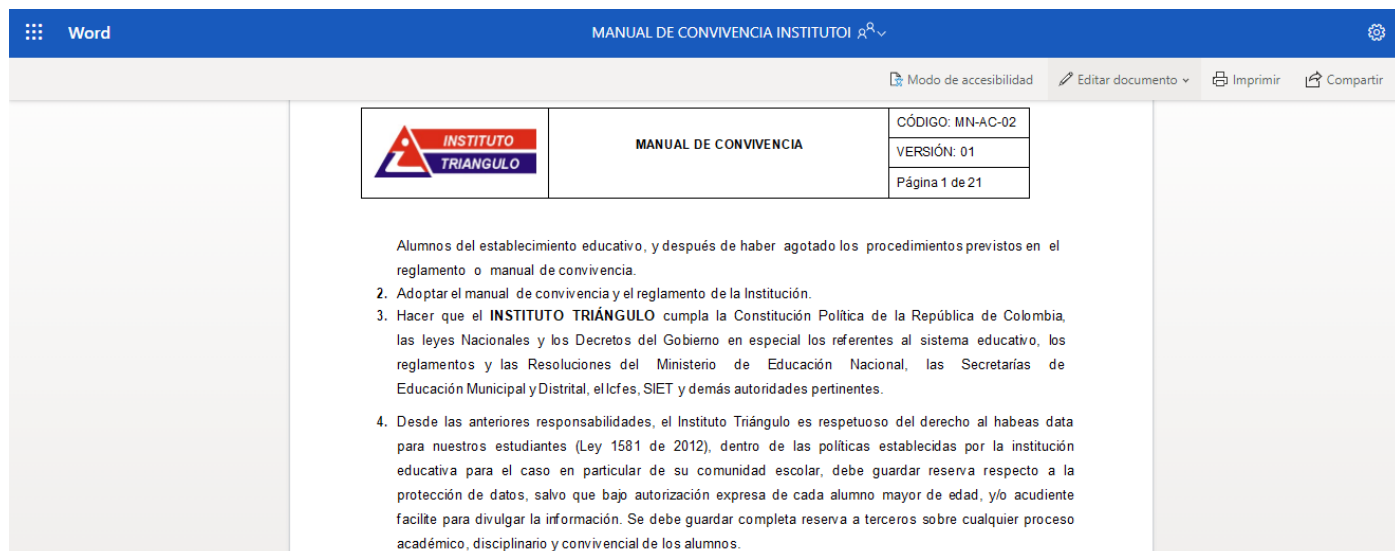 Word
MANUAL DE CONVIVENCIA INSTITUTOI
Modo de accesibilidad Editar documento Imprimir Compartir
INSTITUTO
TRIANGULO
MANUAL DE CONVIVENCIA
CÓDIGO: MN-AC-02
VERSIÓN: 01
Página 1 de 21
Alumnos del establecimiento educativo, y después de haber agotado los procedimientos previstos en el
reglamento o manual de convivencia.
2. Adoptar el manual de convivencia y el reglamento de la Institución.
3. Hacer que el INSTITUTO TRIÁNGULO cumpla la Constitución Política de la República de Colombia,
las leyes Nacionales y los Decretos del Gobierno en especial los referentes al sistema educativo, los
reglamentos y las Resoluciones del Ministerio de Educación Nacional, las Secretarías de
Educación Municipal y Distrital, el Icfes, SIET y demás autoridades pertinentes.
4. Desde las anteriores responsabilidades, el Instituto Triángulo es respetuoso del derecho al habeas data
para nuestros estudiantes (Ley 1581 de 2012), dentro de las políticas establecidas por la institución
educativa para el caso en particular de su comunidad escolar, debe guardar reserva respecto a la
protección de datos, salvo que bajo autorización expresa de cada alumno mayor de edad, y/o acudiente
facilite para divulgar la información. Se debe guardar completa reserva a terceros sobre cualquier proceso
académico, disciplinario y convivencial de los alumnos.